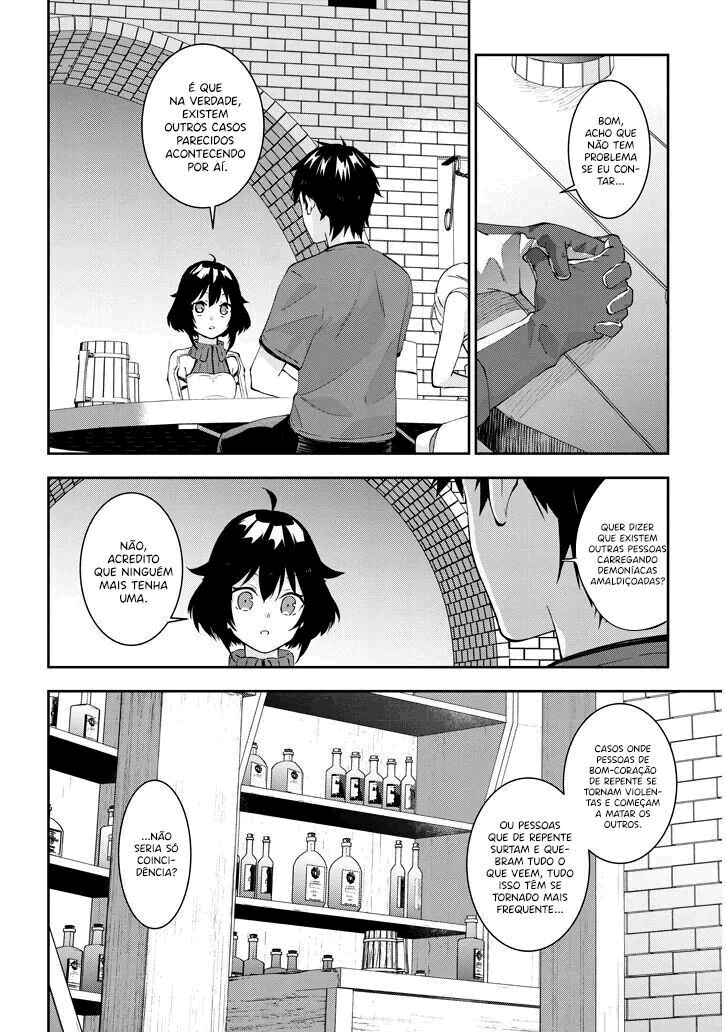 BOM,
ACHO QUE
NÃO TEM
PROBLEMA
SE EU CON-
TAR...
É QUE
NA VERDADE,
EXISTEM
OUTROS CASOS
PARECIDOS
ACONTECENDO
POR AÍ.
QUER DIZER
QUE EXISTEM
OUTRAS PESSOAS
CARREGANDO
DEMONÍACAS
AMALDIÇOADAS?
NÃO,
ACREDITO
QUE NINGUÉM
MAIS TENHA
UMA.
CASOS ONDE
PESSOAS DE
BOM-CORAÇÃO
DE REPENTE SE
TORNAM VIOLEN-
TAS E COMEÇAM
A MATAR OS
OUTROS.
OU PESSOAS
QUE DE REPENTE
SURTAM E QUE-
BRAM TUDO O
QUE VEEM, TUDO
ISSO TÊM SE
TORNADO MAIS
FREQUENTE...
...NÃO
SERIA SÓ
COINCI-
DÊNCIA?